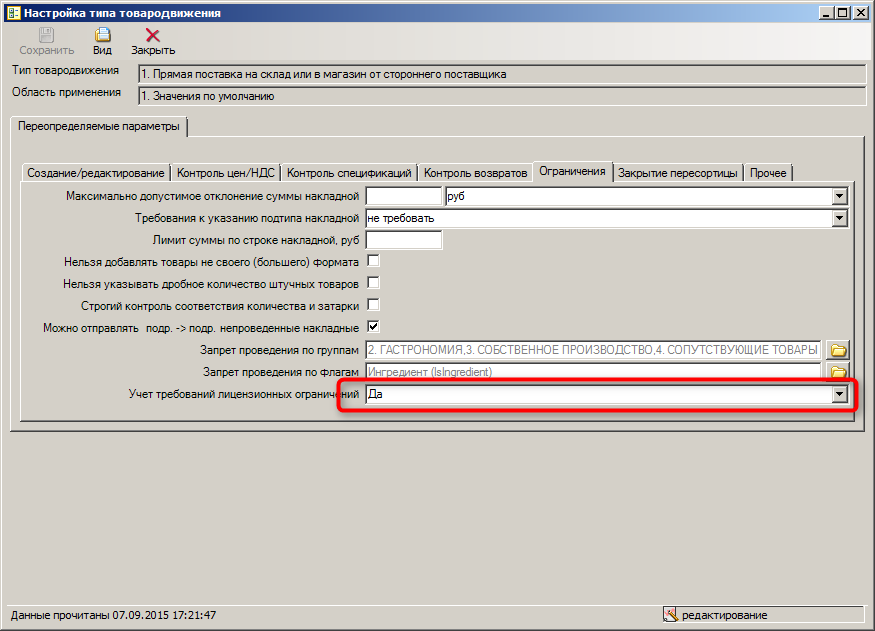 Настройка типа товародвижения
Сохранить Вид Закрыть
Тип товародвижения 1. Прямая поставка на склад или в магазин от стороннего поставщика
Область применения 1. Значения по умолчанию
Переопределяемые параметры
Создание/редактирование Контроль цен/НДС Контроль спецификаций Контроль возвратов Ограничения Закрытие пересортицы Прочее
Максимально допустимое отклонение суммы накладной руб
Требования к указанию подтипа накладной не требовать
Лимит суммы по строке накладной, руб
Нельзя добавлять товары не своего (большего) формата
Нельзя указывать дробное количество штучных товаров
Строгий контроль соответствия количества и затарки
Можно отправлять подр. -> подр. непроведенные накладные
Запрет проведения по группам 2. ГАСТРОНОМИЯ,3. СОБСТВЕННОЕ ПРОИЗВОДСТВО,4. СОПУТСТВУЮЩИЕ ТОВАРЫ
Запрет проведения по флагам Ингредиент (IsIngredient)
Учет требований лицензионных ограничений Да
Данные прочитаны 07.09.2015 17:21:47 редактирование